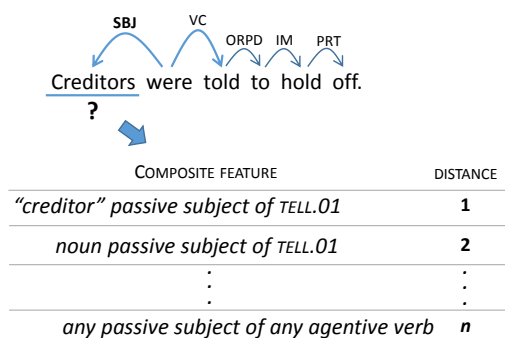 SBJ VC
ORPD IM PRT
Creditors were told to hold off.
?
COMPOSITE FEATURE DISTANCE
“creditor” passive subject of TELL.01 1
noun passive subject of TELL.01 2
. .
. .
. .
any passive subject of any agentive verb n